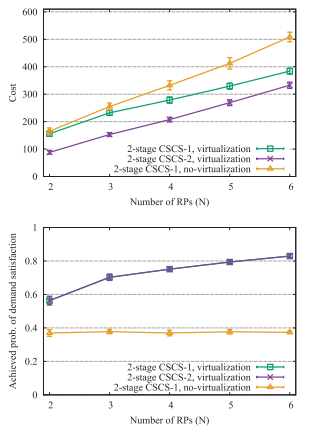 600
500
400
300
200
100
0
Cost
2-stage CSCS-1, virtualization
2-stage CSCS-2, virtualization
2-stage CSCS-1, no-virtualization
2 3 4 5 6
Number of RPs (N)
1
0.8
0.6
0.4
0.2
0
Achieved prob. of demand satisfaction
2-stage CSCS-1, virtualization
2-stage CSCS-2, virtualization
2-stage CSCS-1, no-virtualization
2 3 4 5 6
Number of RPs (N)